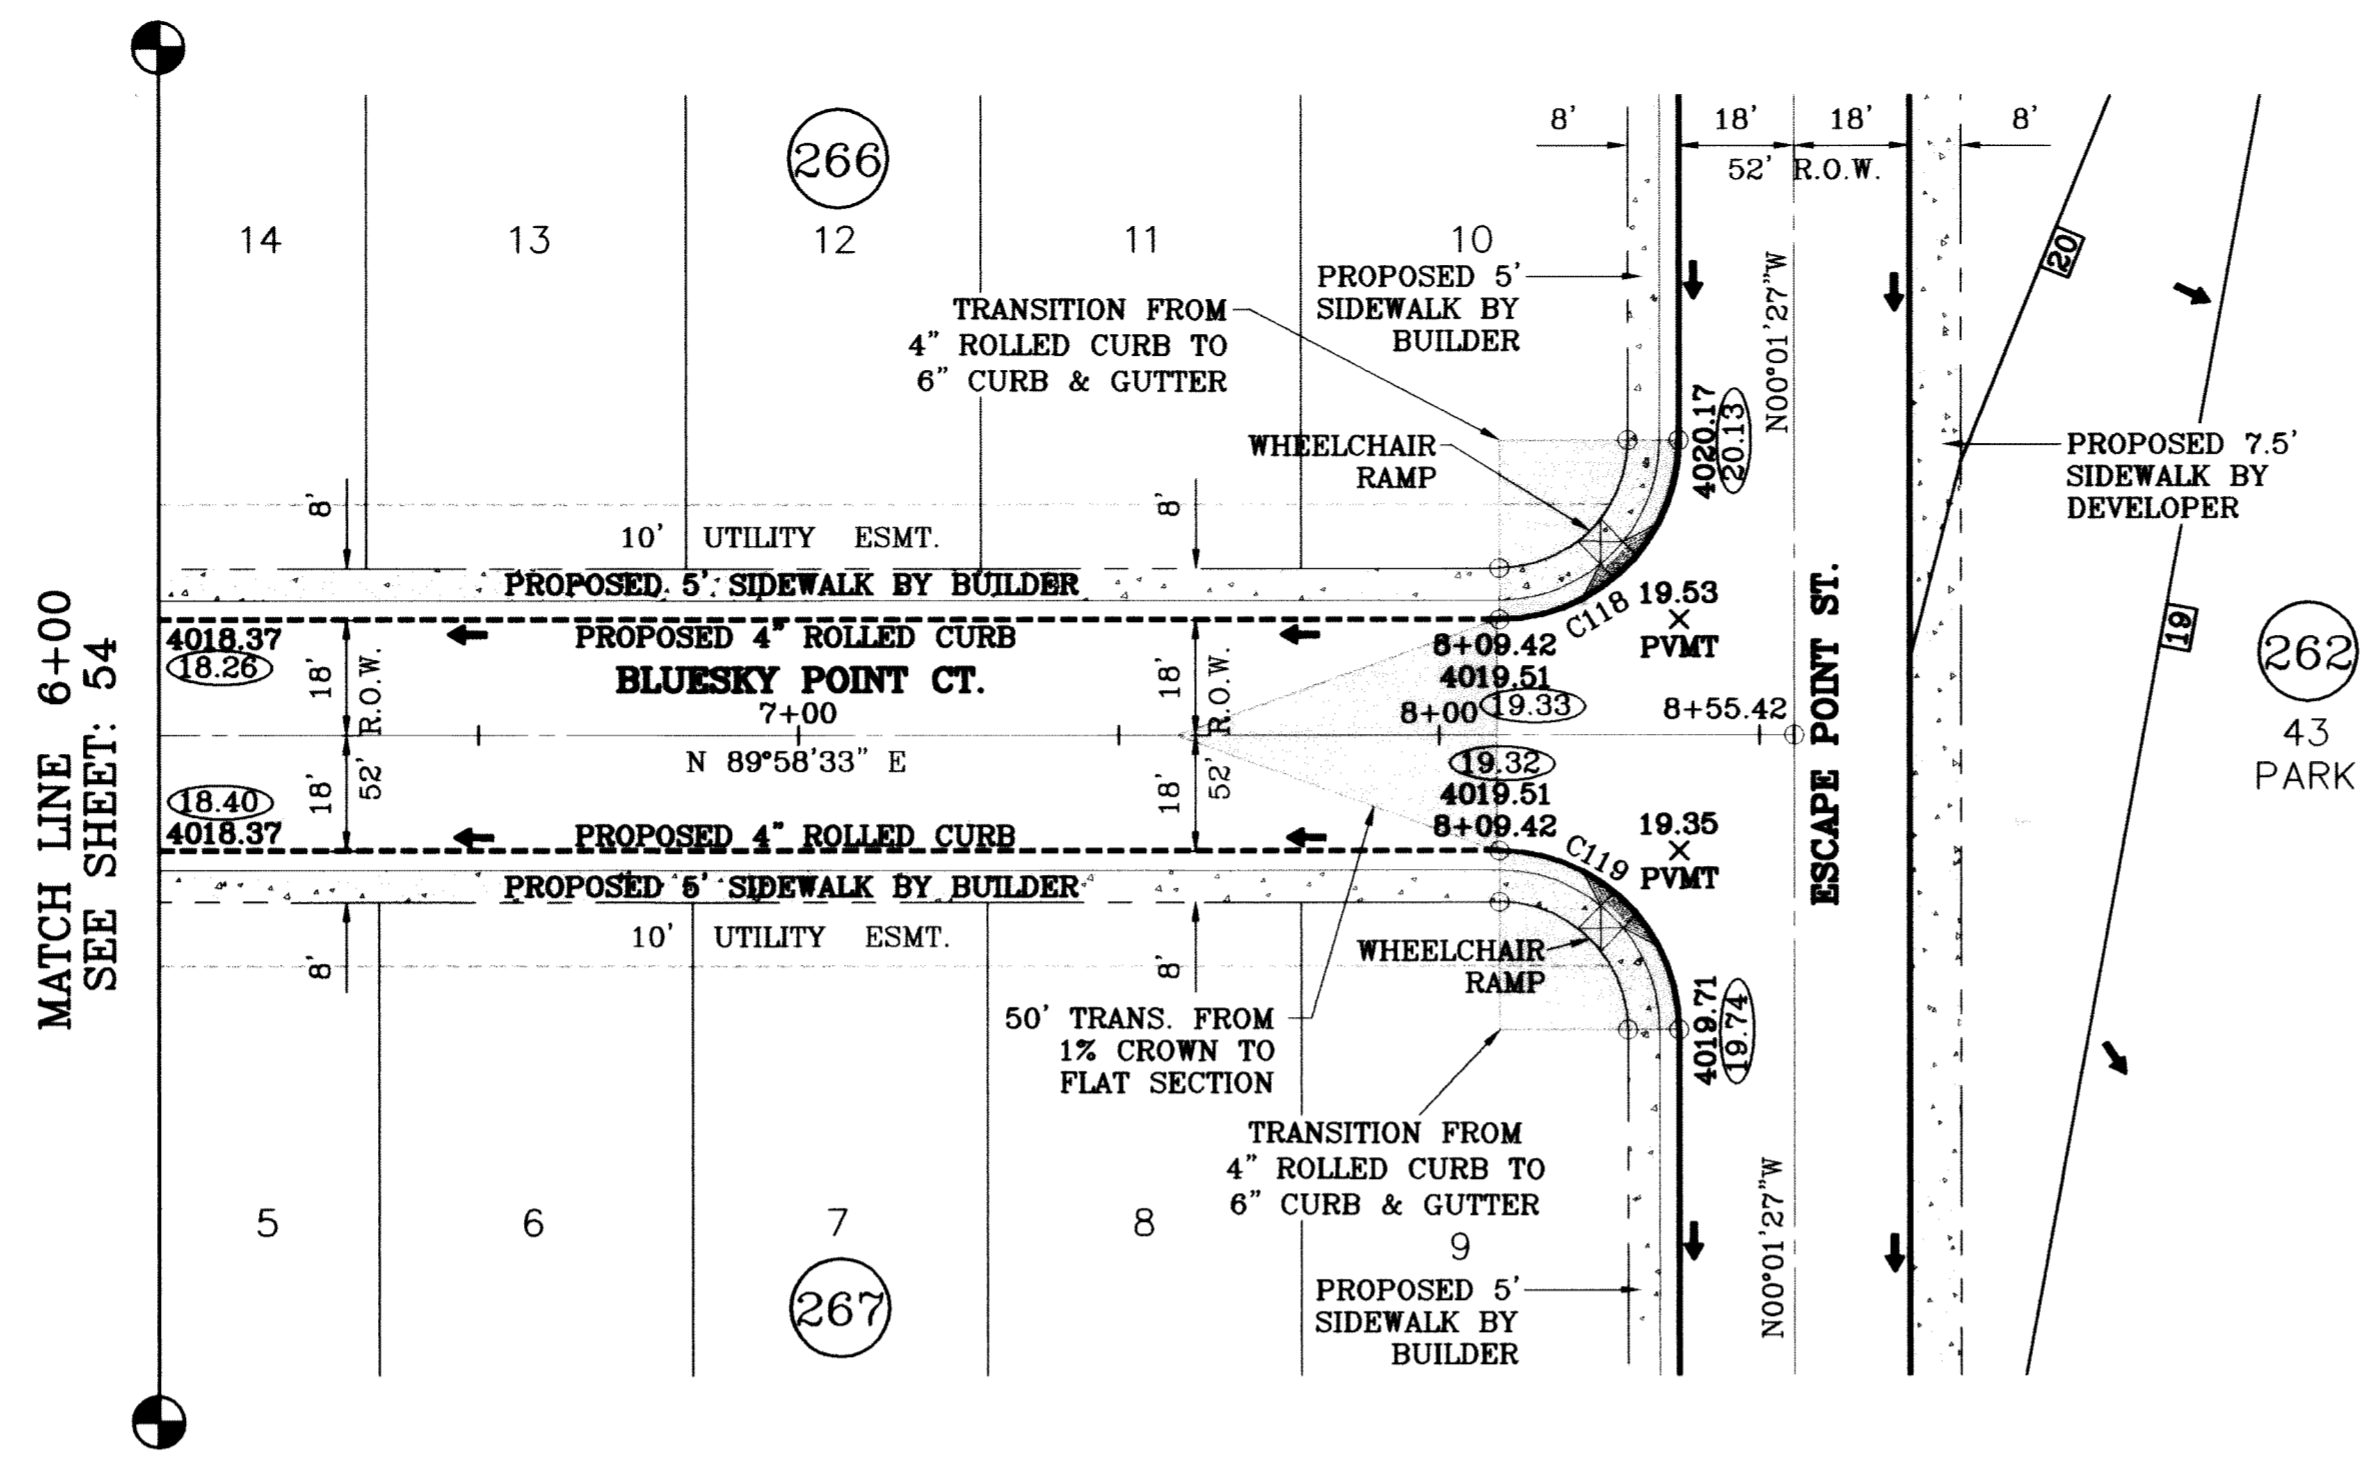 MATCH LINE 6+00
SEE SHEET: 54
266
14
13
12
11
10
8'
18'
18'
8'
52' R.O.W.
N00°01'27"W
20
PROPOSED 5'
SIDEWALK BY
BUILDER
TRANSITION FROM
4" ROLLED CURB TO
6" CURB & GUTTER
WHEELCHAIR
RAMP
4020.17
20.13
PROPOSED 7.5'
SIDEWALK BY
DEVELOPER
8'
8'
10' UTILITY ESMT.
PROPOSED 5' SIDEWALK BY BUILDER
4018.37
18.26
PROPOSED 4" ROLLED CURB
BLUESKY POINT CT.
7+00
N 89°58'33" E
18'
R.O.W.
18'
52'
18'
R.O.W.
18'
52'
C118
19.53
PVMT
8+09.42
4019.51
8+00
19.33
8+55.42
19.32
4019.51
8+09.42
C119
19.35
PVMT
ESCAPE POINT ST.
19
262
43
PARK
18.40
4018.37
PROPOSED 4" ROLLED CURB
PROPOSED 5' SIDEWALK BY BUILDER
10' UTILITY ESMT.
8'
8'
WHEELCHAIR
RAMP
4019.71
19.74
50' TRANS. FROM
1% CROWN TO
FLAT SECTION
TRANSITION FROM
4" ROLLED CURB TO
6" CURB & GUTTER
N00°01'27"W
5
6
7
8
9
267
PROPOSED 5'
SIDEWALK BY
BUILDER